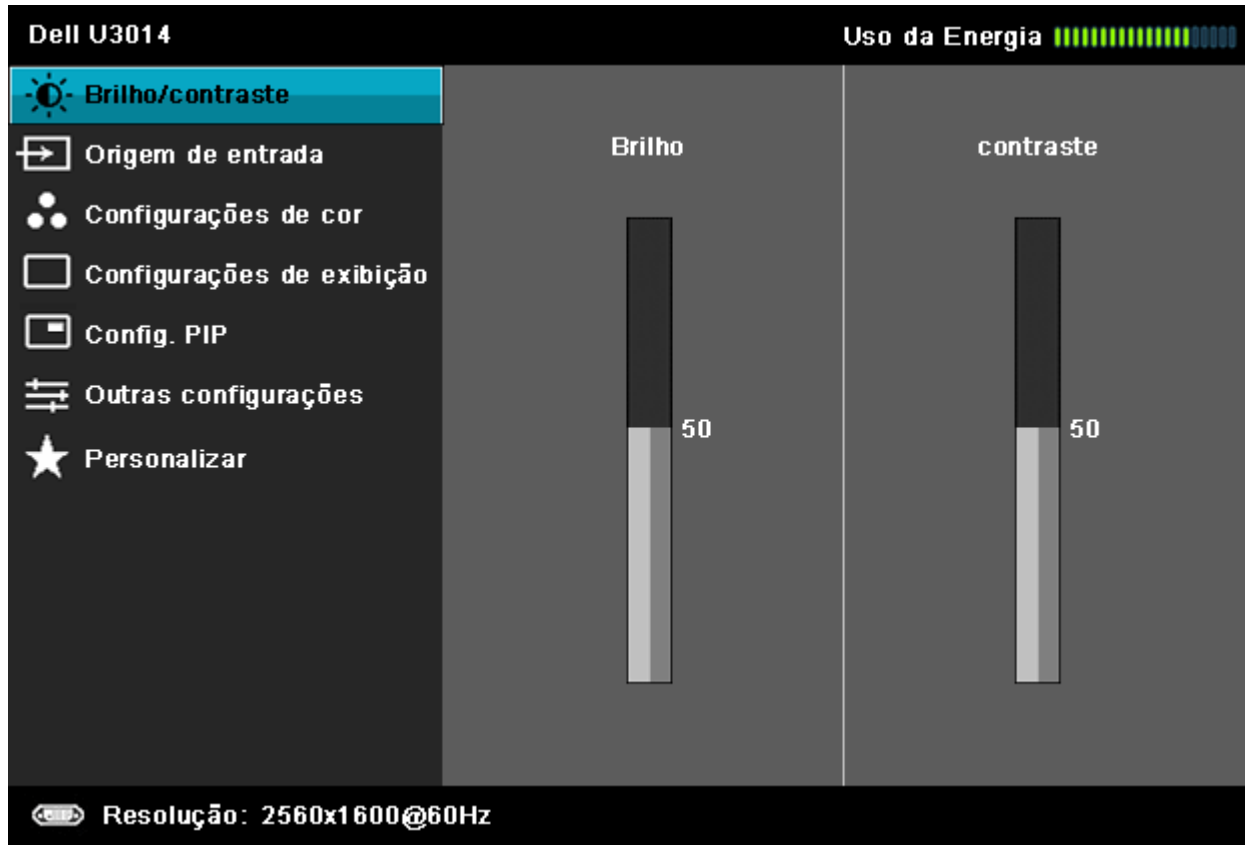 Dell U3014
Uso da Energia
Brilho/contraste
Origem de entrada
Configurações de cor
Configurações de exibição
Config. PIP
Outras configurações
Personalizar
Brilho
50
contraste
50
Resolução: 2560x1600@60Hz